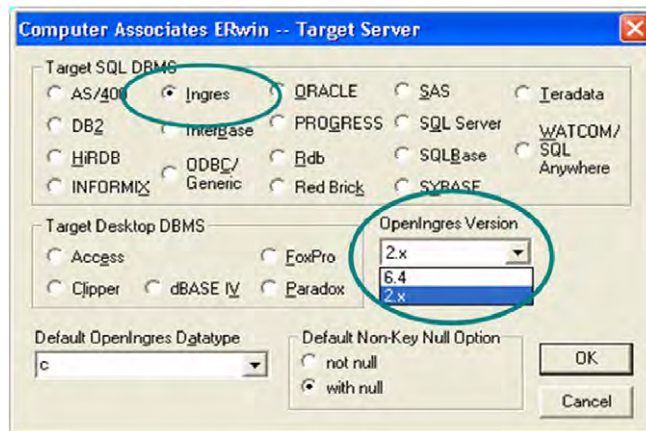 Computer Associates ERwin -- Target Server
Target SQL DBMS
AS/400 Ingres ORACLE SAS Teradata
DB2 InterBase PROGRESS SQL Server WATCOM/
HiRDB ODBC/ Rdb SQLBase SQL
INFORMIX Generic Red Brick SYBASE Anywhere
Target Desktop DBMS OpenIngres Version
Access FoxPro 2.x
6.4
Clipper dBASE IV Paradox 2.x
Default OpenIngres Datatype Default Non-Key Null Option
c not null OK
with null
Cancel